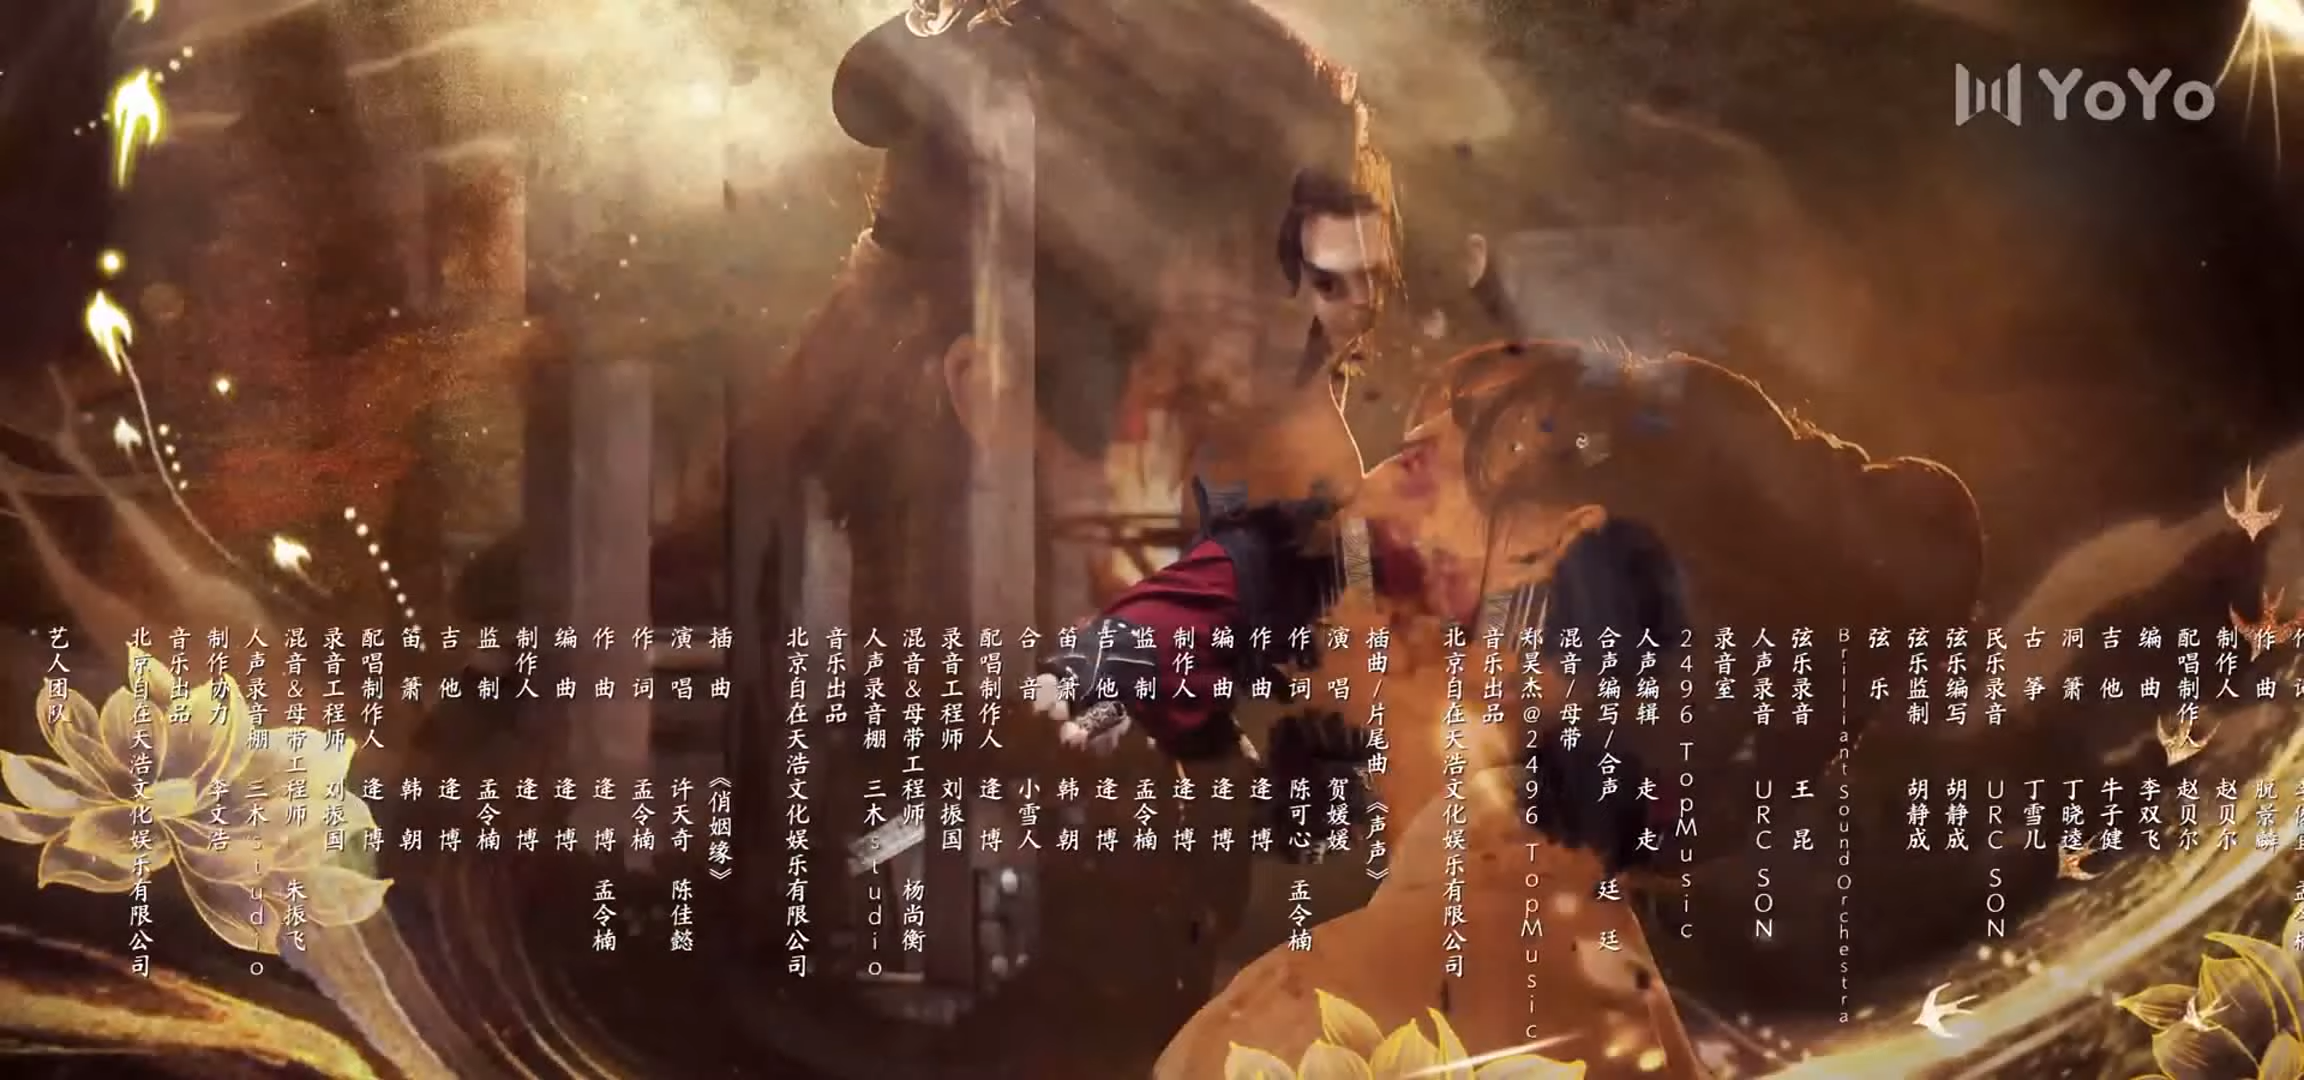 YoYo
作曲 脱景麟
制作人 赵贝尔
配唱制作人 赵贝尔
编曲 李双飞
吉他 牛子健
洞箫 丁晓逵
古筝 丁雪儿
民乐录音 URC SON
弦乐编写 胡静成
弦乐监制 胡静成
弦乐
Brilliant Sound Orchestra
弦乐录音 王昆
人声录音 URC SON
录音室
2496 TopMusic
人声编辑 走走
合声编写/合声 廷廷
混音/母带
郑昊杰@2496 TopMusic
音乐出品
北京自在天浩文化娱乐有限公司
插曲/片尾曲 《声声》
演唱 贺媛媛
作词 陈可心 孟令楠
作曲 逄博
编曲 逄博
制作人 逄博
监制 孟令楠
吉他 逄博
笛箫 韩朝
合音 小雪人
配唱制作人 逄博
录音工程师 刘振国
混音&母带工程师 杨尚衡
人声录音棚 三木studio
音乐出品
北京自在天浩文化娱乐有限公司
插曲 《俏姻缘》
演唱 许天奇 陈佳懿
作词 孟令楠
作曲 逄博 孟令楠
编曲 逄博
制作人 逄博
监制 孟令楠
吉他 逄博
笛箫 韩朝
配唱制作人 逄博
录音工程师 刘振国
混音&母带工程师 朱振飞
人声录音棚 三木studio
制作协力 李文浩
音乐出品
北京自在天浩文化娱乐有限公司
艺人团队